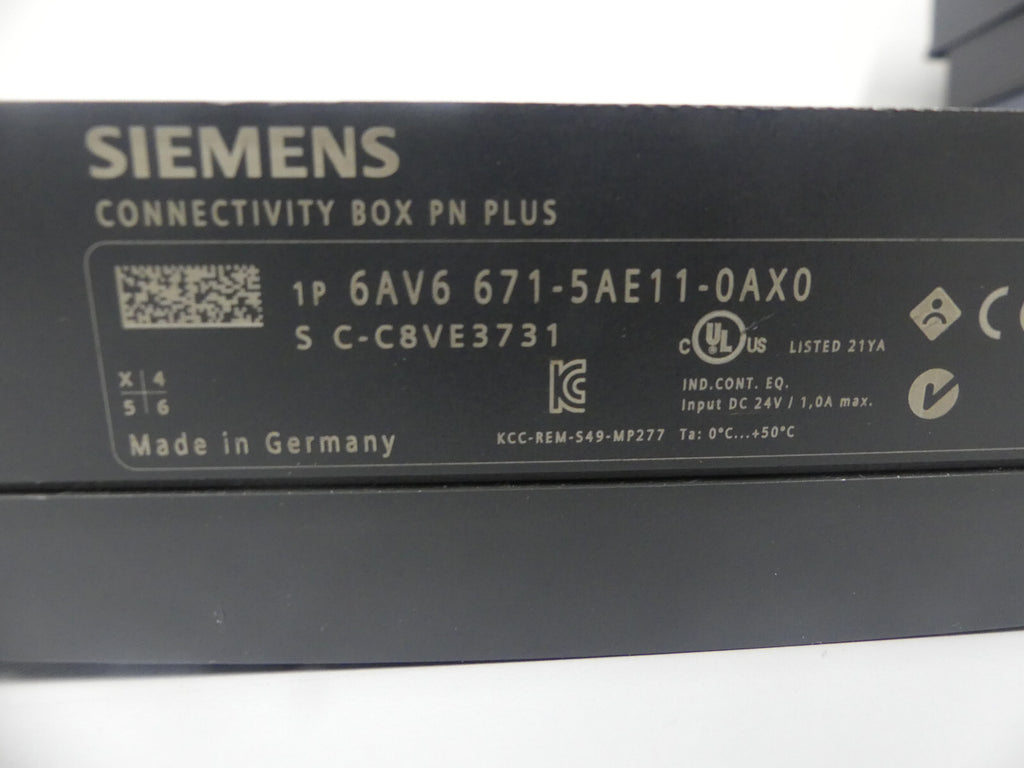 SIEMENS
CONNECTIVITY BOX PN PLUS
1P 6AV6 671-5AE11-0AX0
S C-C8VE3731
C UL US LISTED 21YA
X 4
5 6
IND.CONT. EQ.
Input DC 24V / 1,0A max.
Made in Germany
KCC-REM-S49-MP277 Ta: 0°C...+50°C